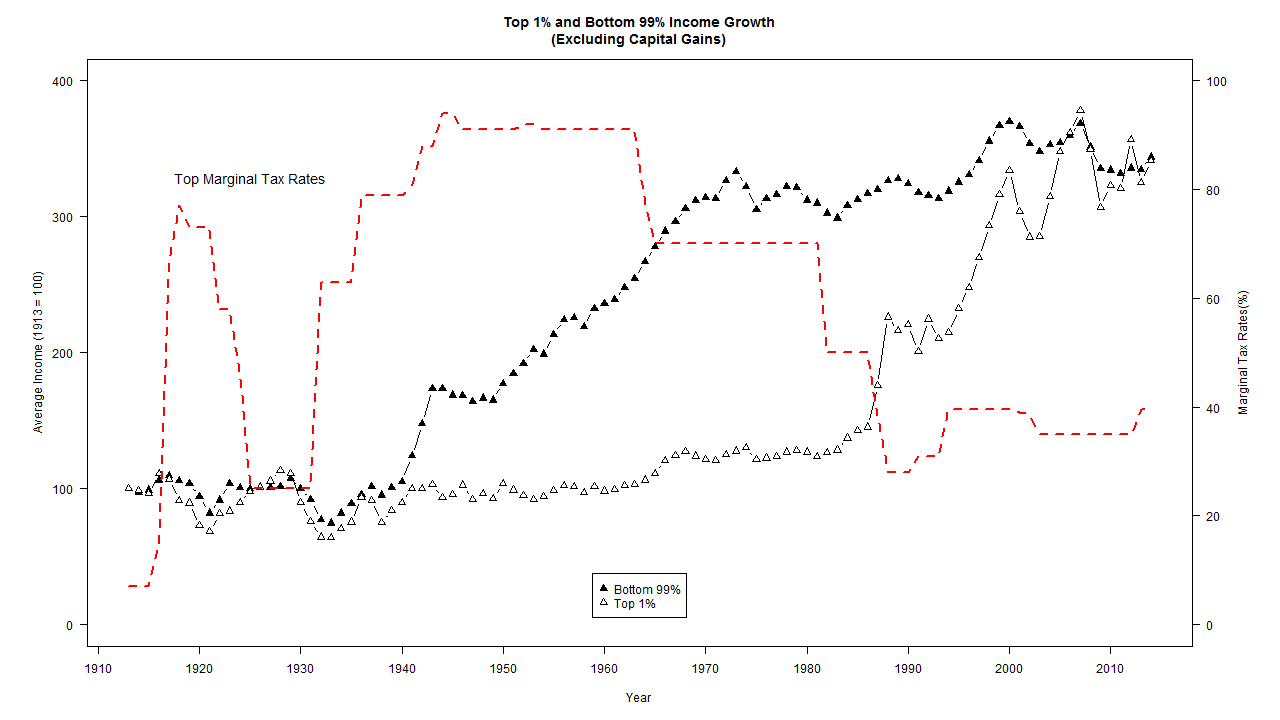 Top 1% and Bottom 99% Income Growth
(Excluding Capital Gains)
400
300
200
100
0
Average Income (1913 = 100)
Top Marginal Tax Rates
100
80
60
40
20
0
Marginal Tax Rates(%)
Bottom 99%
Top 1%
1910 1920 1930 1940 1950 1960 1970 1980 1990 2000 2010
Year